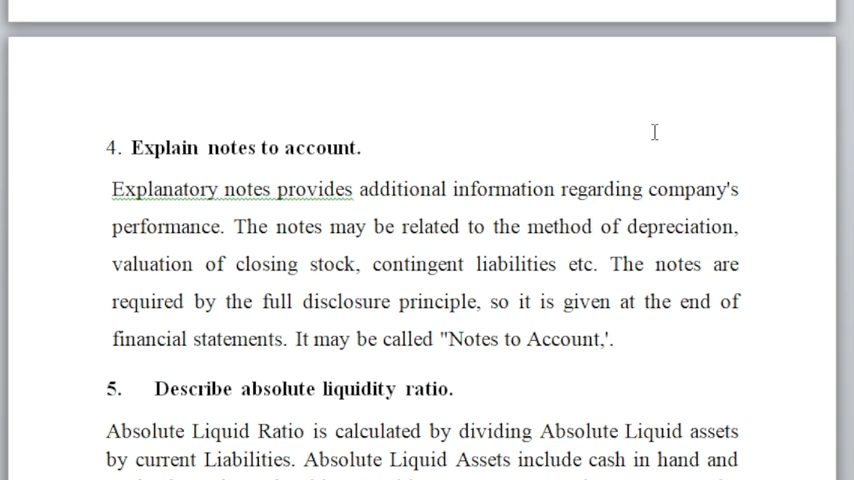 4. Explain notes to account.
Explanatory notes provides additional information regarding company's
performance. The notes may be related to the method of depreciation,
valuation of closing stock, contingent liabilities etc. The notes are
required by the full disclosure principle, so it is given at the end of
financial statements. It may be called "Notes to Account,'.
5. Describe absolute liquidity ratio.
Absolute Liquid Ratio is calculated by dividing Absolute Liquid assets
by current Liabilities. Absolute Liquid Assets include cash in hand and